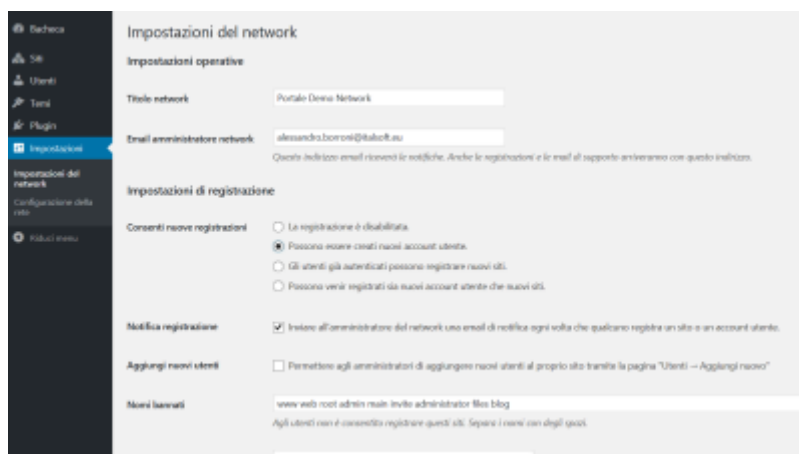 Bacheca
Siti
Utenti
Temi
Plugin
Impostazioni
Impostazioni del
network
Configurazione della
rete
Riduci menu
Impostazioni del network
Impostazioni operative
Titolo network
Portale Demo Network
Email amministratore network
alessandro.borroni@italsoft.eu
Questo indirizzo email riceverà le notifiche. Anche le registrazioni e le mail di supporto arriveranno con questo indirizzo.
Impostazioni di registrazione
Consenti nuove registrazioni
La registrazione è disabilitata.
Possono essere creati nuovi account utente.
Gli utenti già autenticati possono registrare nuovi siti.
Possono venir registrati sia nuovi account utente che nuovi siti.
Notifica registrazione
Inviare all'amministratore del network una email di notifica ogni volta che qualcuno registra un sito o un account utente.
Aggiungi nuovi utenti
Permettere agli amministratori di aggiungere nuovi utenti al proprio sito tramite la pagina "Utenti → Aggiungi nuovo"
Nomi bannati
www web root admin main invite administrator files blog
Agli utenti non è consentito registrare questi siti. Separa i nomi con degli spazi.